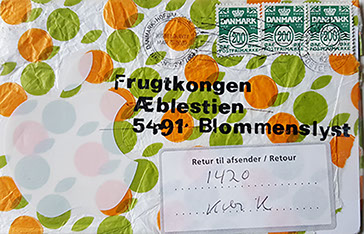 DANMARK DANMARK DANMARK
200 200 200
Frugtkongen
Æblestien
5491 Blommenslyst
Retur til afsender / Retour
1420